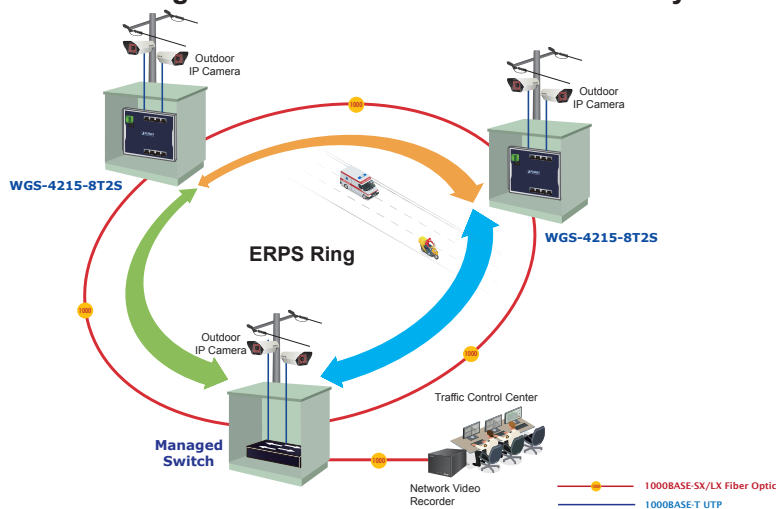 Outdoor
IP Camera
1000
Outdoor
IP Camera
WGS-4215-8T2S
WGS-4215-8T2S
ERPS Ring
1000
Outdoor
IP Camera
1000
Traffic Control Center
Managed
Switch
1000
Network Video
Recorder
1000
1000BASE-SX/LX Fiber Optic
1000BASE-T UTP